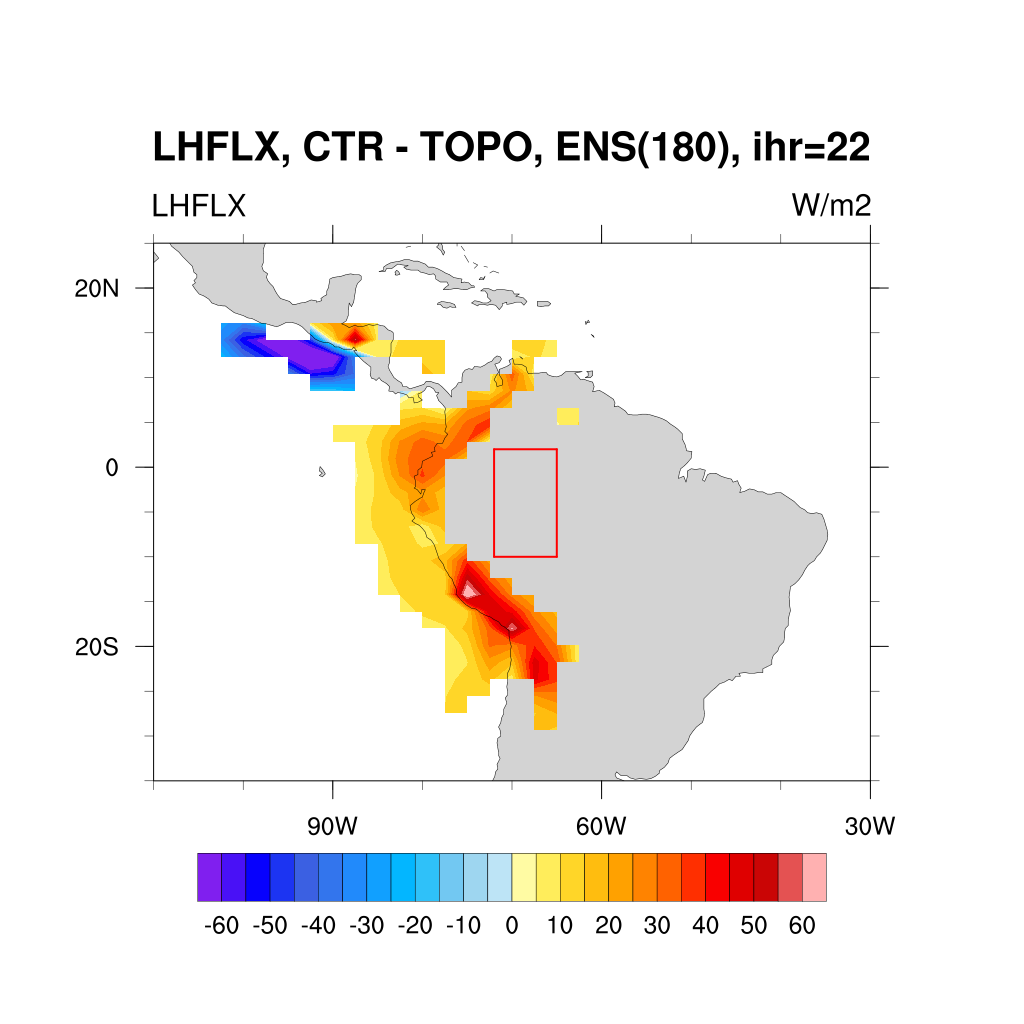 LHFLX, CTR - TOPO, ENS(180), ihr=22
LHFLX W/m2
20N
0
20S
90W 60W 30W
-60 -50 -40 -30 -20 -10 0 10 20 30 40 50 60